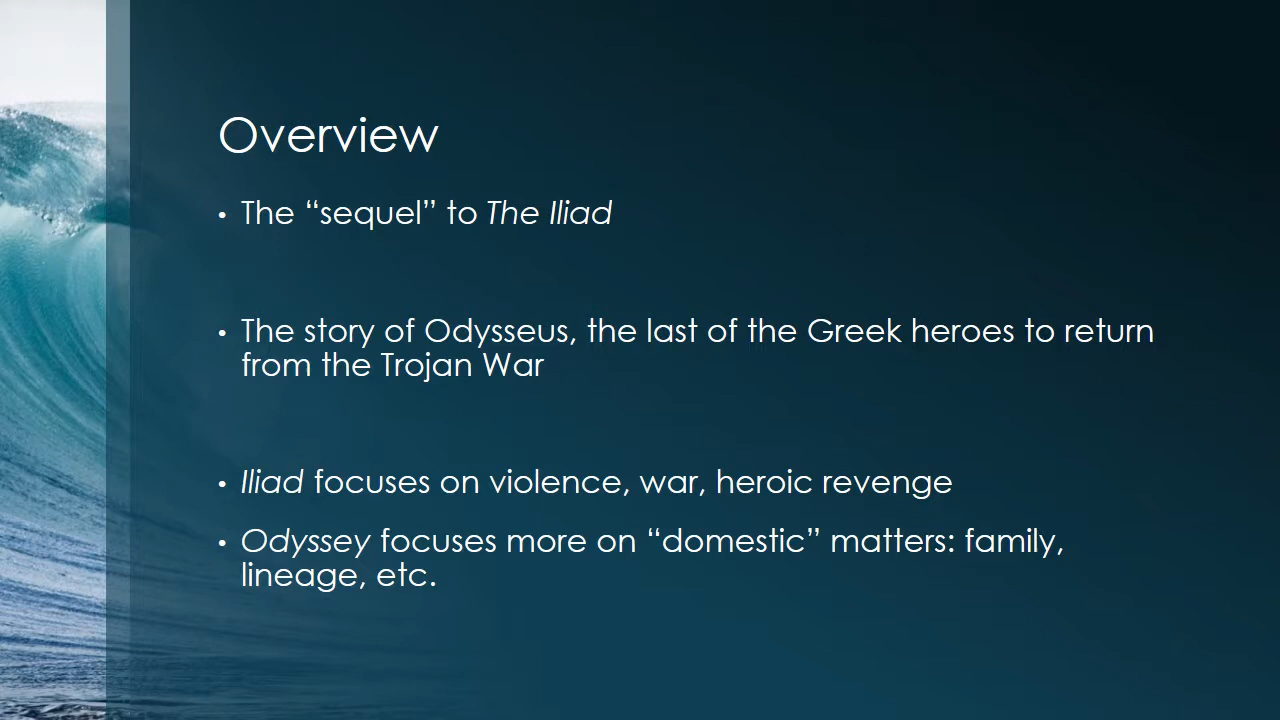 Overview
• The “sequel” to The Iliad
• The story of Odysseus, the last of the Greek heroes to return
from the Trojan War
• Iliad focuses on violence, war, heroic revenge
• Odyssey focuses more on “domestic” matters: family,
lineage, etc.